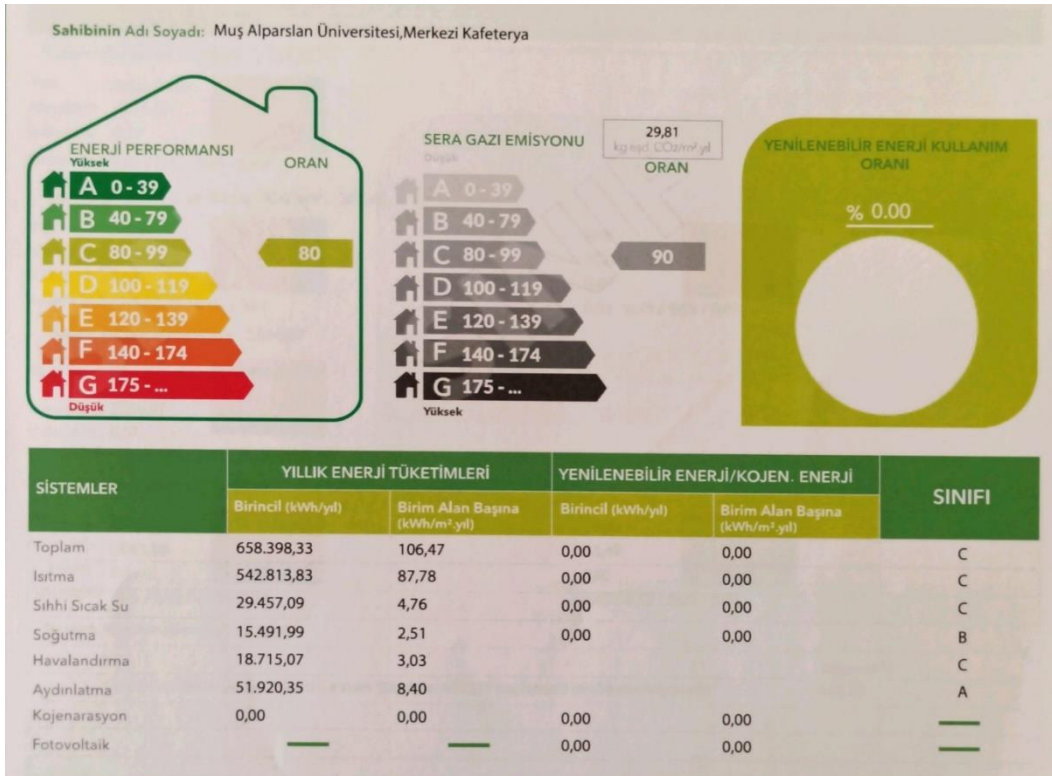 Sahibinin Adı Soyadı: Muş Alparslan Üniversitesi,Merkezi Kafeterya
ENERJİ PERFORMANSI ORAN
Yüksek
A 0 - 39
B 40 - 79
C 80 - 99 80
D 100 - 119
E 120 - 139
F 140 - 174
G 175 - ...
Düşük
SERA GAZI EMİSYONU 29,81
Düşük kg eşd. CO2/m².yıl
ORAN
A 0 - 39
B 40 - 79
C 80 - 99 90
D 100 - 119
E 120 - 139
F 140 - 174
G 175 - ...
Yüksek
YENİLENEBİLİR ENERJİ KULLANIM
ORANI
% 0.00
SİSTEMLER YILLIK ENERJİ TÜKETİMLERİ YENİLENEBİLİR ENERJİ/KOJEN. ENERJİ SINIFI
Birincil (kWh/yıl) Birim Alan Başına (kWh/m².yıl) Birincil (kWh/yıl) Birim Alan Başına (kWh/m².yıl)
Toplam 658.398,33 106,47 0,00 0,00 C
Isıtma 542.813,83 87,78 0,00 0,00 C
Sıhhi Sıcak Su 29.457,09 4,76 0,00 0,00 C
Soğutma 15.491,99 2,51 0,00 0,00 B
Havalandırma 18.715,07 3,03 C
Aydınlatma 51.920,35 8,40 A
Kojenarasyon 0,00 0,00 0,00 0,00
Fotovoltaik 0,00 0,00